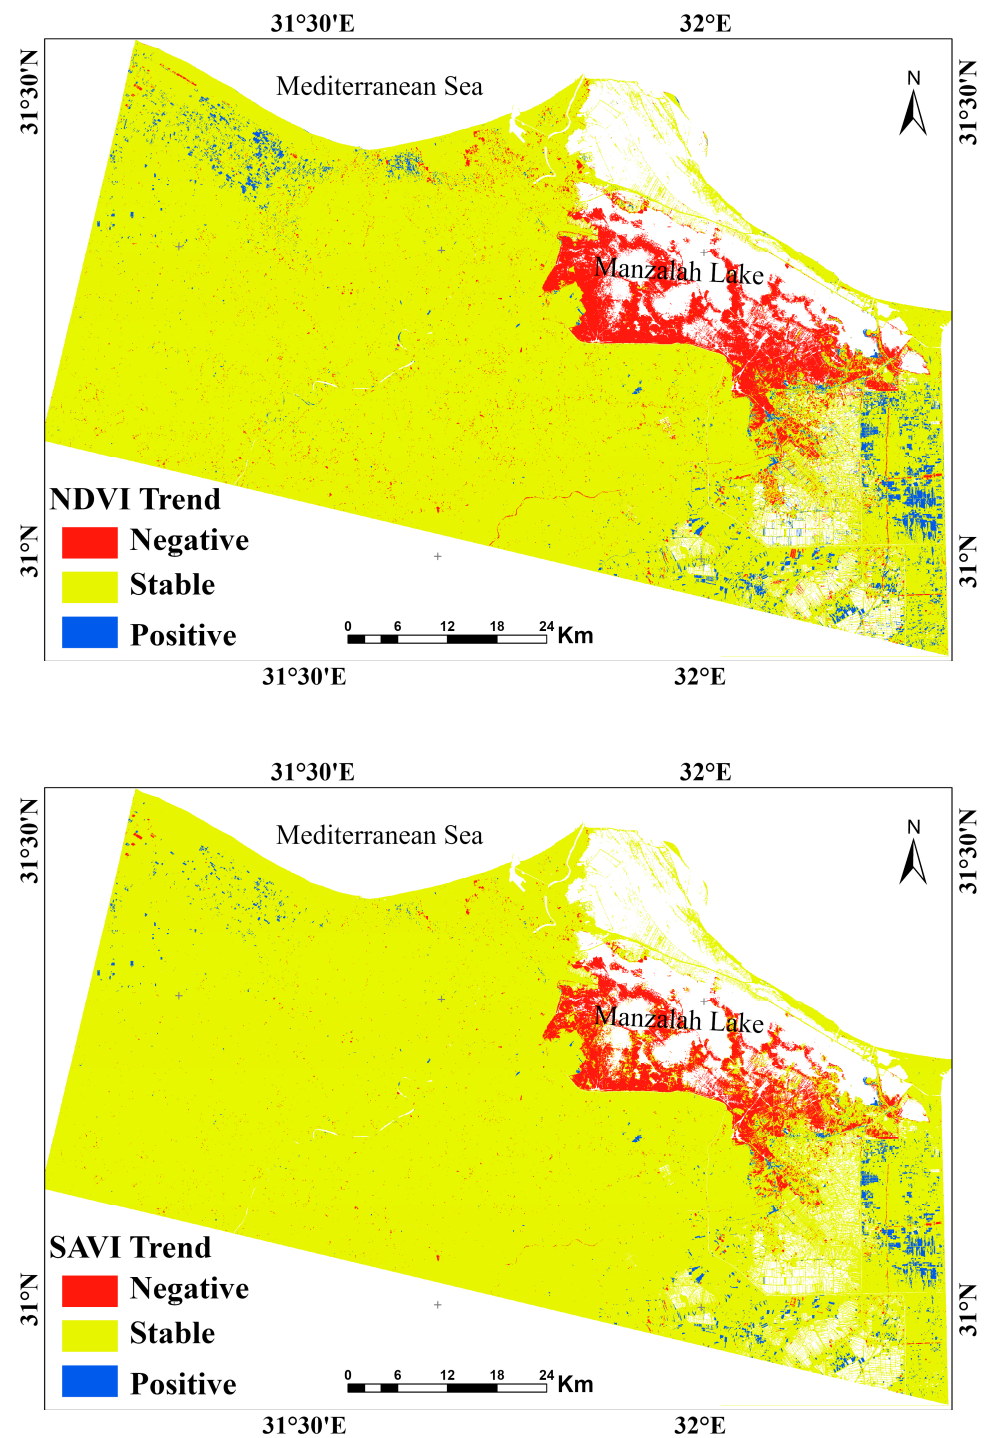 31°30'E 32°E
31°30'N
Mediterranean Sea
N
31°30'N
Manzalah Lake
NDVI Trend
Negative
Stable
Positive
31°N
31°N
0 6 12 18 24 Km
31°30'E 32°E
31°30'E 32°E
31°30'N
Mediterranean Sea
N
31°30'N
Manzalah Lake
SAVI Trend
Negative
Stable
Positive
31°N
31°N
0 6 12 18 24 Km
31°30'E 32°E